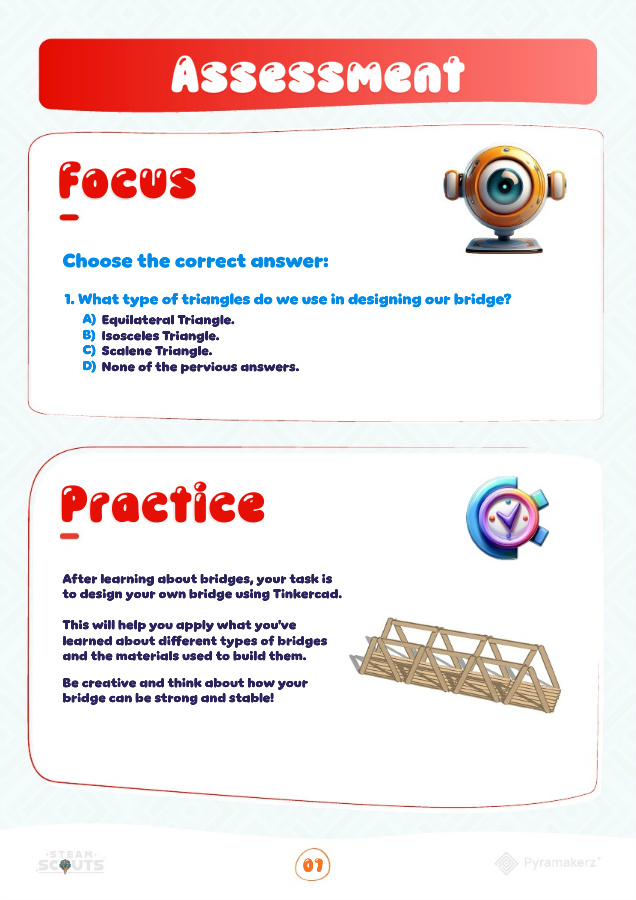 Assessment
Focus
Choose the correct answer:
1. What type of triangles do we use in designing our bridge?
A) Equilateral Triangle.
B) Isosceles Triangle.
C) Scalene Triangle.
D) None of the pervious answers.
Practice
After learning about bridges, your task is
to design your own bridge using Tinkercad.
This will help you apply what you've
learned about different types of bridges
and the materials used to build them.
Be creative and think about how your
bridge can be strong and stable!
STEAM
SCOUTS
07
Pyramakerz